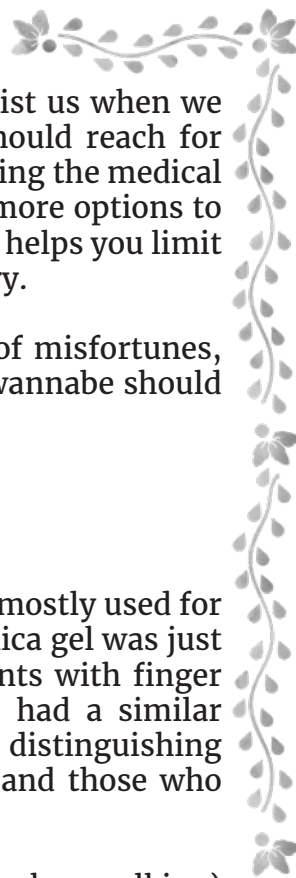 ist us when we
hould reach for
ing the medical
more options to
helps you limit
ry.
of misfortunes,
wannabe should
mostly used for
ica gel was just
nts with finger
had a similar
distinguishing
and those who